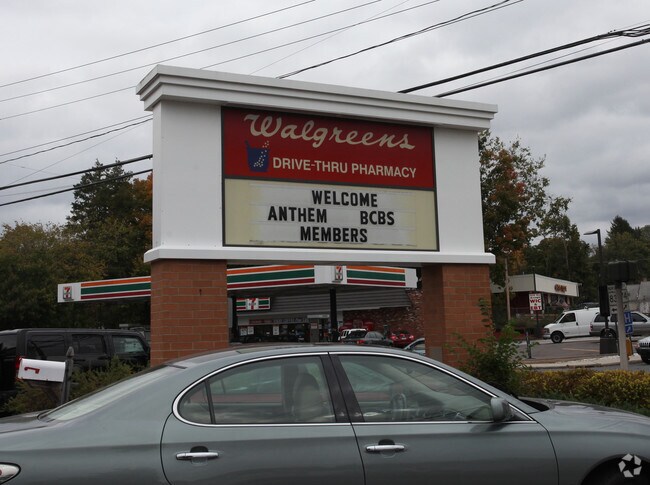 Walgreens
DRIVE-THRU PHARMACY
WELCOME
ANTHEM BCBS
MEMBERS